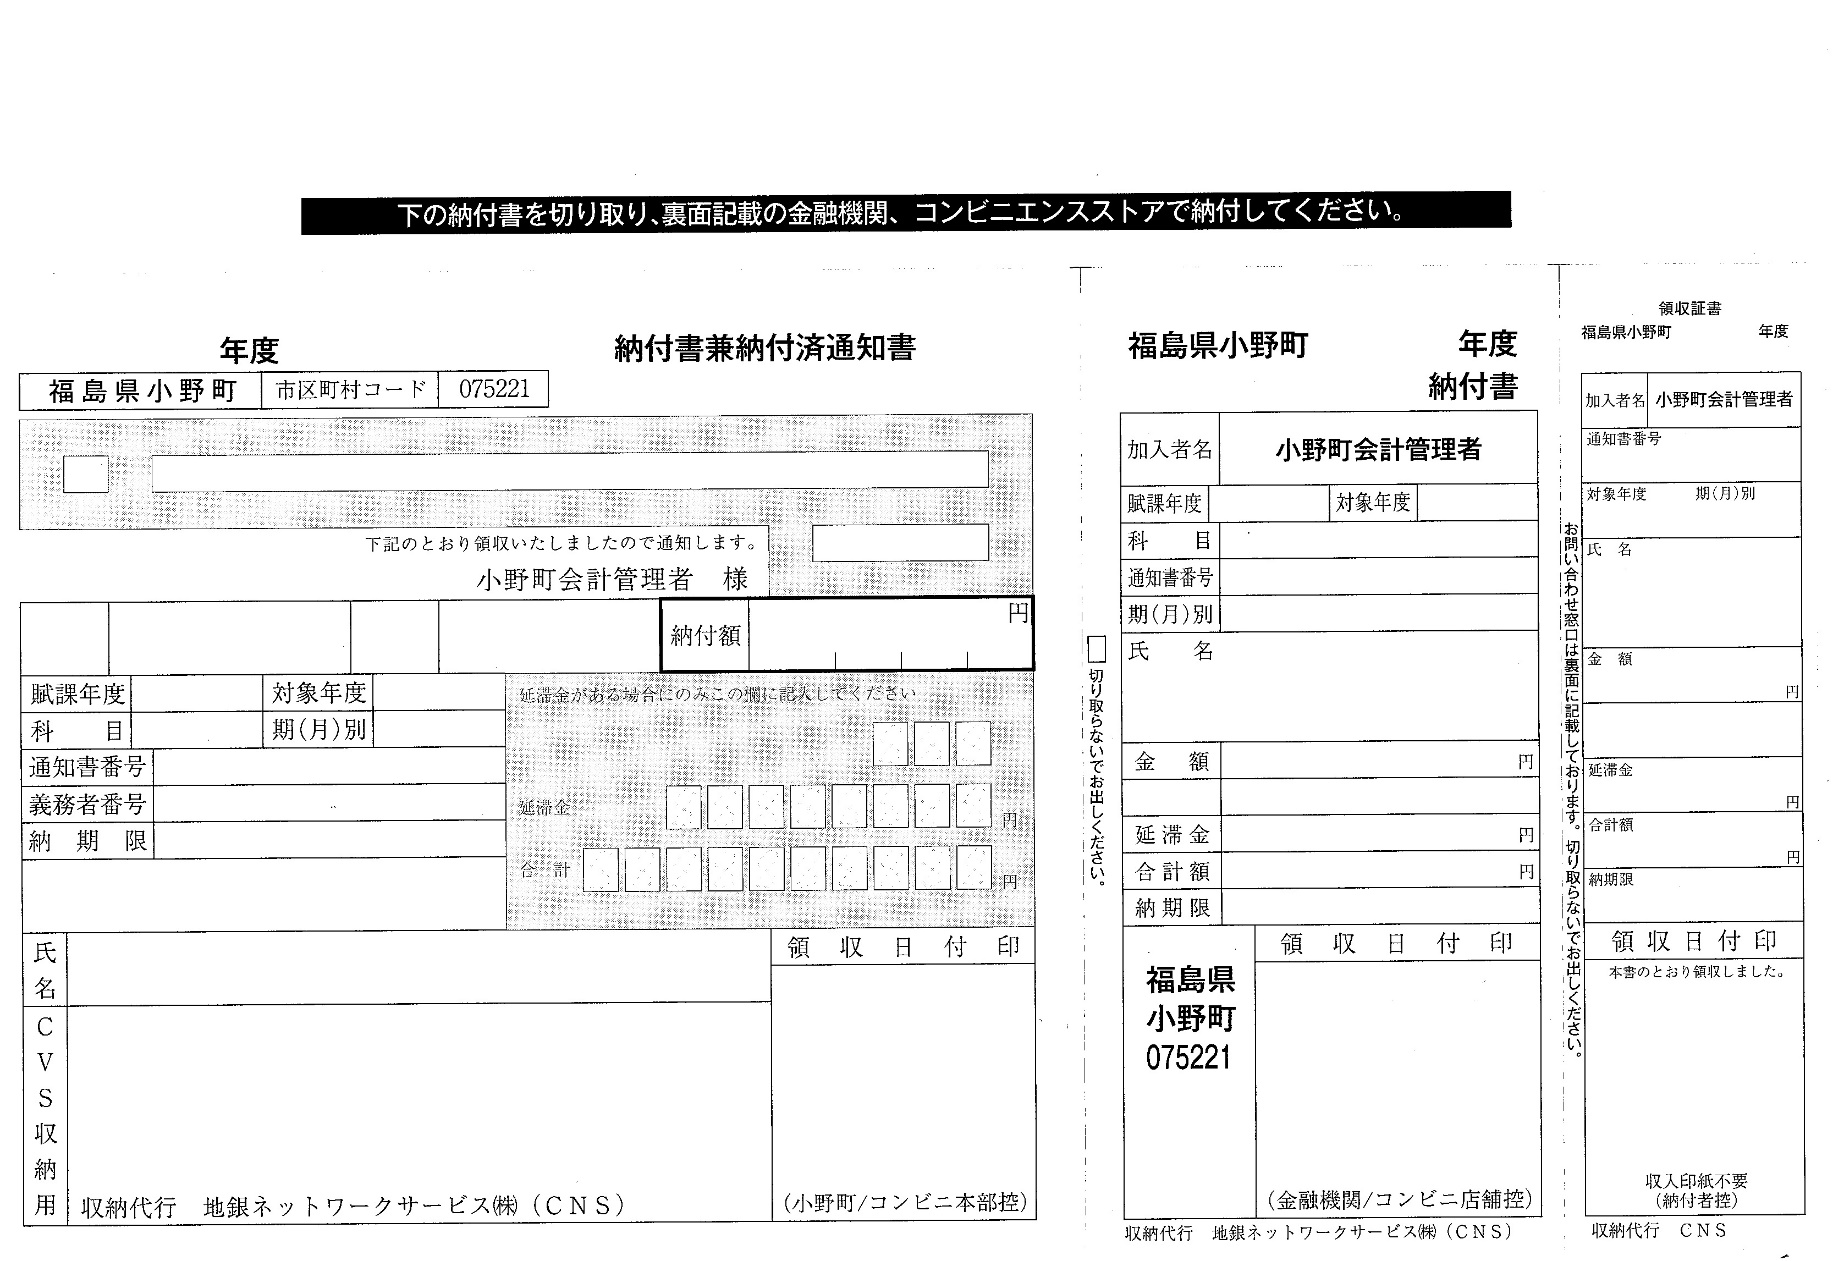 下の納付書を切り取り、裏面記載の金融機関、コンビニエンスストアで納付してください。
年度　納付書兼納付済通知書
福島県小野町　市区町村コード　075221
下記のとおり領収いたしましたので通知します。
小野町会計管理者　様
納付額　円
賦課年度　対象年度
科　目　期(月)別
通知書番号
義務者番号
納　期　限
延滞金がある場合にのみこの欄に記入してください
延滞金　円
合　計　円
氏名
領　収　日　付　印
CVS収納用
収納代行　地銀ネットワークサービス㈱（CNS）
(小野町/コンビニ本部控)
切り取らないでお出しください。
福島県小野町　年度
納付書
加入者名　小野町会計管理者
賦課年度　対象年度
科　目
通知書番号
期(月)別
氏　名
金　額　円
延滞金　円
合計額　円
納期限
領　収　日　付　印
福島県
小野町
075221
(金融機関/コンビニ店舗控)
収納代行　地銀ネットワークサービス㈱（CNS）
お問い合わせ窓口は裏面に記載しております。切り取らないでお出しください。
領収証書
福島県小野町　年度
加入者名　小野町会計管理者
通知書番号
対象年度　期(月)別
氏　名
金　額
円
延滞金
円
合計額
円
納期限
領収日付印
本書のとおり領収しました。
収入印紙不要
(納付者控)
収納代行　CNS